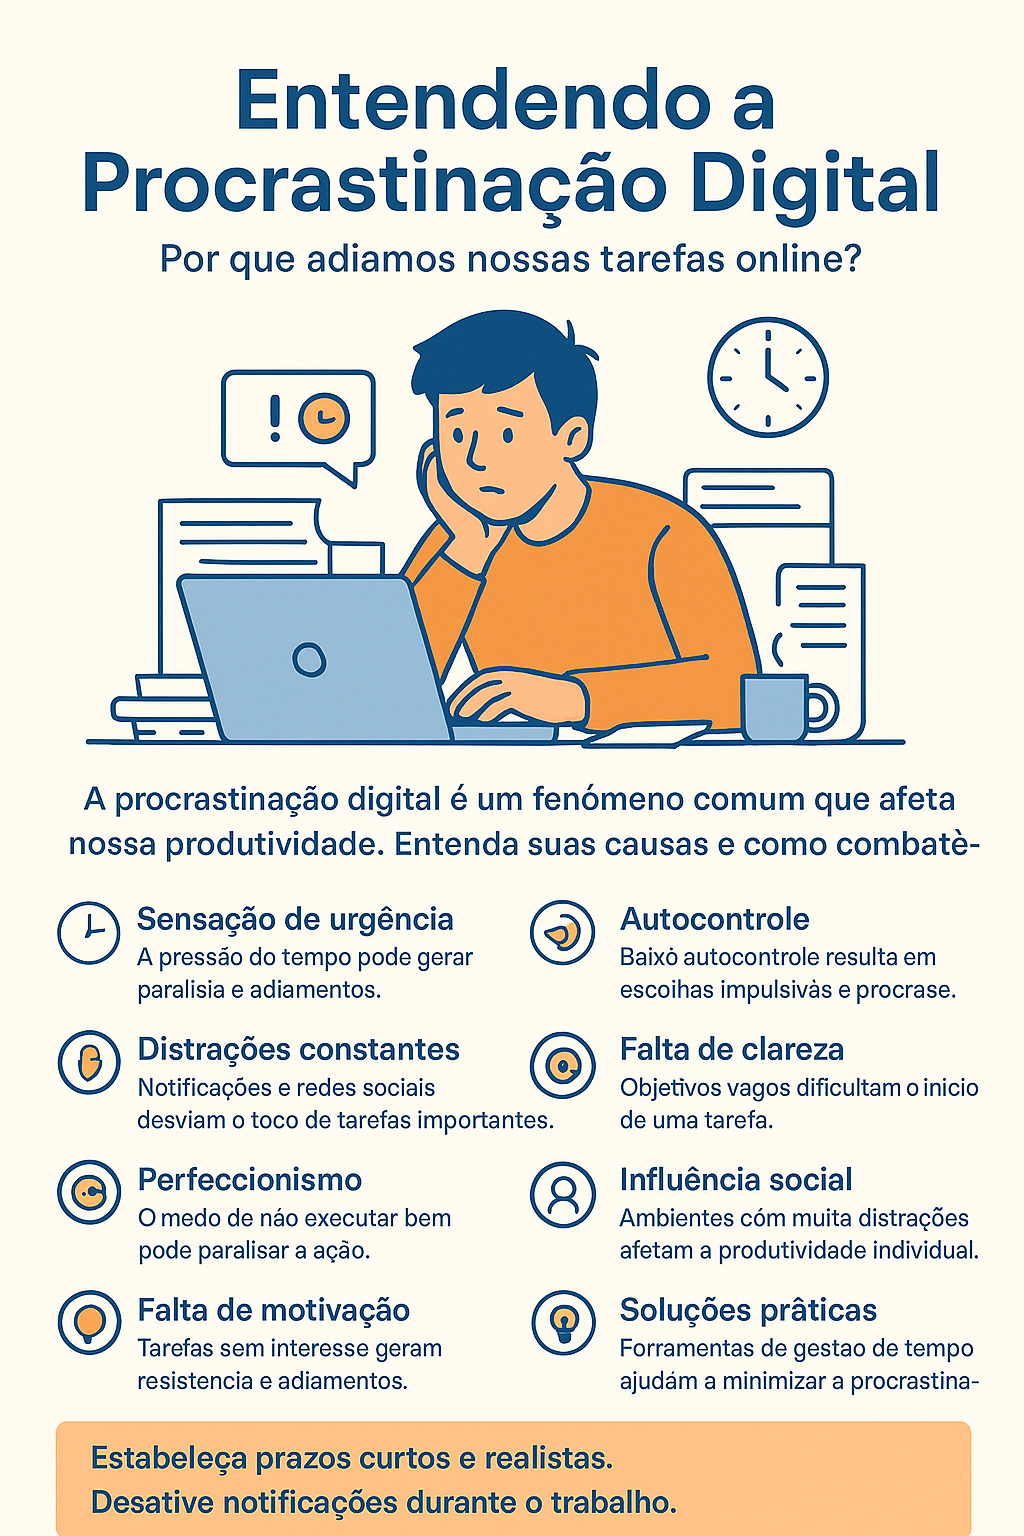 Entendendo a
Procrastinação Digital
Por que adiamos nossas tarefas online?
!
A procrastinação digital é um fenómeno comum que afeta
nossa produtividade. Entenda suas causas e como combatè-
Sensação de urgência
A pressão do tempo pode gerar
paralisia e adiamentos.
Distrações constantes
Notificações e redes sociais
desviam o toco de tarefas importantes.
Perfeccionismo
O medo de náo executar bem
pode paralisar a ação.
Falta de motivação
Tarefas sem interesse geram
resistencia e adiamentos.
Autocontrole
Baixȯ autocontrole resulta em
escoihas impulsivàs e procrase.
Falta de clareza
Objetivos vagos dificultam o inicio
de uma tarefa.
Influência social
Ambientes cóm muita distrações
afetam a produtividade individual.
Soluções prâticas
Forramentas de gestao de tempo
ajudám a minimizar a procrastina-
Estabeleça prazos curtos e realistas.
Desative notificações durante o trabalho.